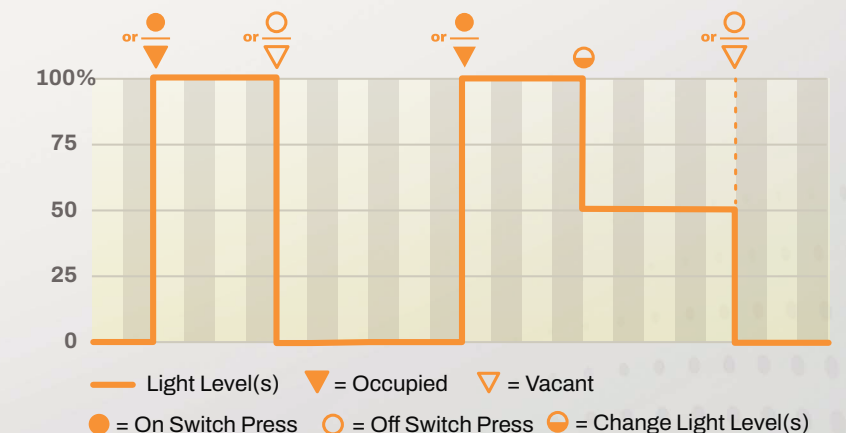 or or or or
100%
75
50
25
0
Light Level(s) = Occupied = Vacant
= On Switch Press = Off Switch Press = Change Light Level(s)